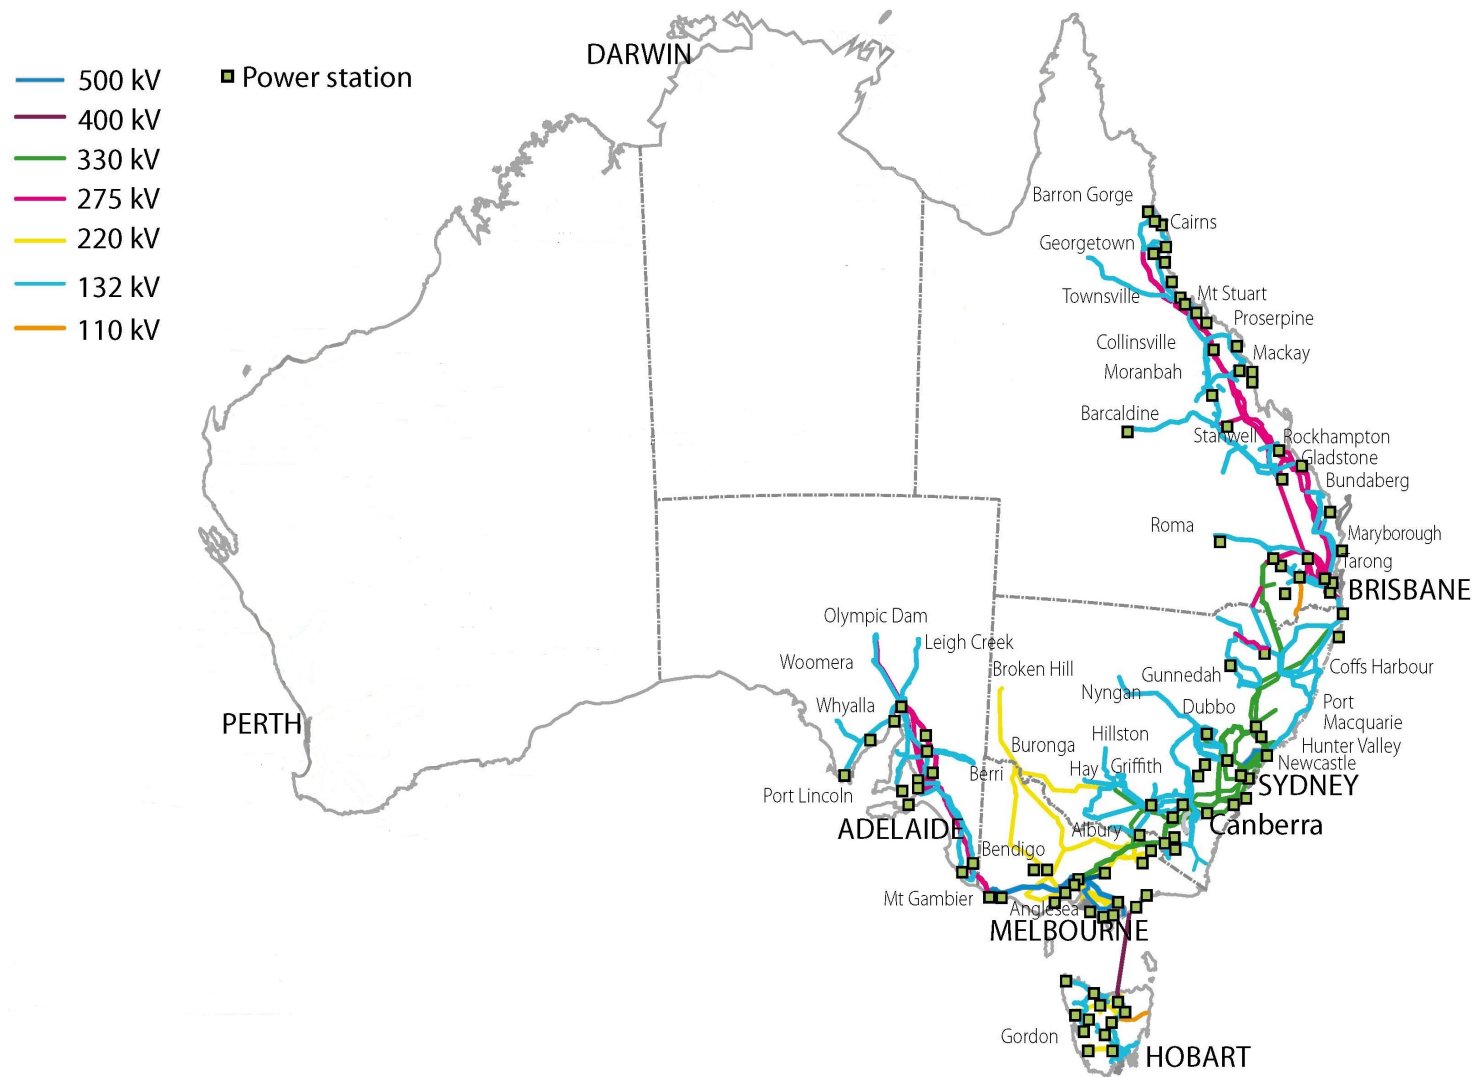 DARWIN
500 kV
Power station
400 kV
330 kV
275 kV
220 kV
132 kV
110 kV
Barron Gorge
Cairns
Georgetown
Townsville
Mt Stuart
Proserpine
Collinsville
Mackay
Moranbah
Barcaldine
Stanwell
Rockhampton
Gladstone
Bundaberg
Roma
Maryborough
Tarong
BRISBANE
Olympic Dam
Leigh Creek
Woomera
Broken Hill
Gunnedah
Coffs Harbour
Nyngan
Whyalla
Dubbo
Port
Macquarie
PERTH
Hillston
Buronga
Hunter Valley
Newcastle
Hay
Griffith
Berri
SYDNEY
Port Lincoln
ADELAIDE
Albury
Canberra
Bendigo
Mt Gambier
Anglesea
MELBOURNE
Gordon
HOBART